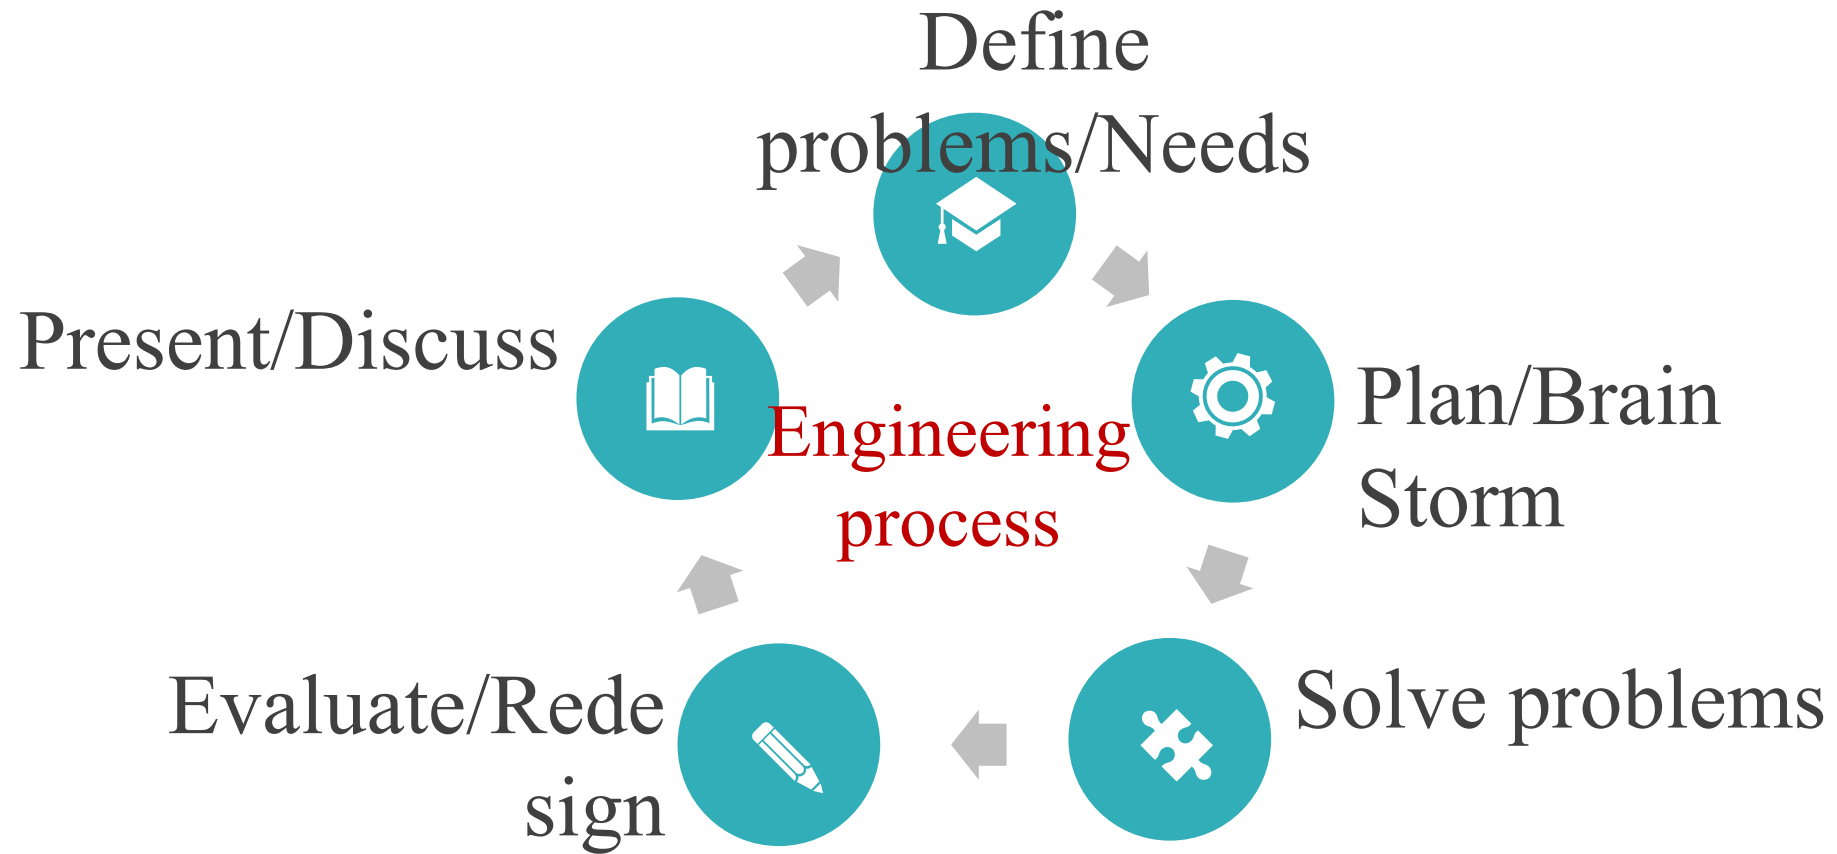 Define
problems/Needs
Present/Discuss
Plan/Brain
Storm
Engineering
process
Solve problems
Evaluate/Rede
sign